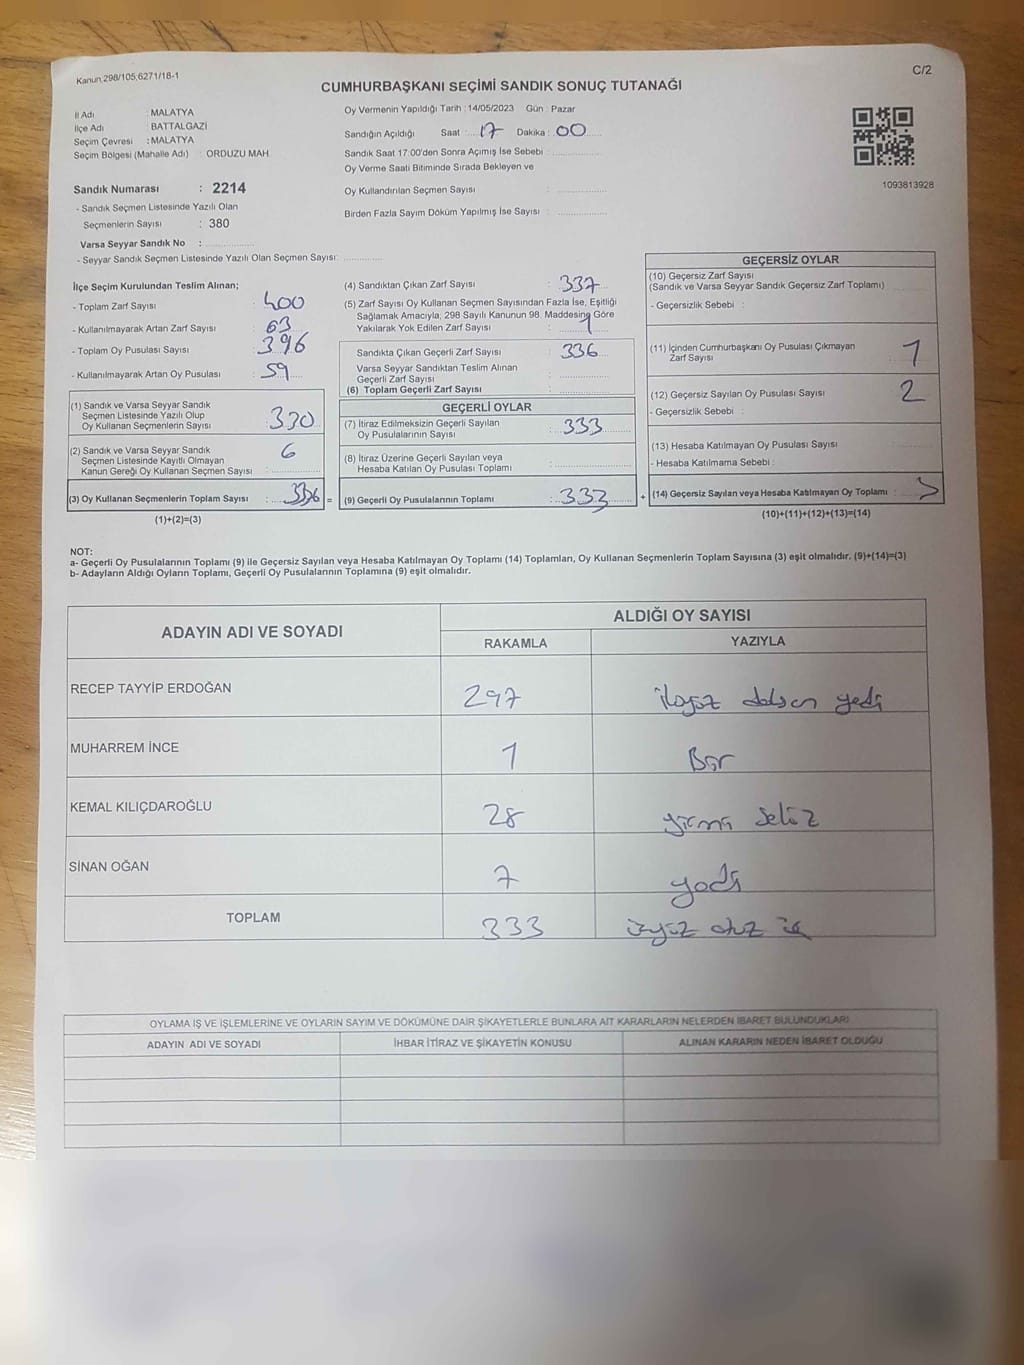 Kanun,298/105,6271/18-1
C/2
CUMHURBAŞKANI SEÇİMİ SANDIK SONUÇ TUTANAĞI
İl Adı : MALATYA
İlçe Adı : BATTALGAZİ
Seçim Çevresi : MALATYA
Seçim Bölgesi (Mahalle Adı) : ORDUZU MAH
Sandık Numarası : 2214
- Sandık Seçmen Listesinde Yazılı Olan
Seçmenlerin Sayısı : 380
Varsa Seyyar Sandık No :
- Seyyar Sandık Seçmen Listesinde Yazılı Olan Seçmen Sayısı:
Oy Vermenin Yapıldığı Tarih : 14/05/2023 Gün : Pazar
Sandığın Açıldığı Saat : 17 Dakika : 00
Sandık Saat 17:00'den Sonra Açımış İse Sebebi :
Oy Verme Saati Bitiminde Sırada Bekleyen ve
Oy Kullandırılan Seçmen Sayısı :
Birden Fazla Sayım Döküm Yapılmış İse Sayısı :
1093813928
İlçe Seçim Kurulundan Teslim Alınan;
- Toplam Zarf Sayısı : 400
- Kullanılmayarak Artan Zarf Sayısı : 63
- Toplam Oy Pusulası Sayısı : 396
- Kullanılmayarak Artan Oy Pusulası : 59
(1) Sandık ve Varsa Seyyar Sandık
Seçmen Listesinde Yazılı Olup
Oy Kullanan Seçmenlerin Sayısı : 330
(2) Sandık ve Varsa Seyyar Sandık
Seçmen Listesinde Kayıtlı Olmayan
Kanun Gereği Oy Kullanan Seçmen Sayısı : 6
(3) Oy Kullanan Seçmenlerin Toplam Sayısı : 336 =
(1)+(2)=(3)
(4) Sandıktan Çıkan Zarf Sayısı : 337
(5) Zarf Sayısı Oy Kullanan Seçmen Sayısından Fazla İse, Eşitliği
Sağlamak Amacıyla, 298 Sayılı Kanunun 98. Maddesine Göre
Yakılarak Yok Edilen Zarf Sayısı : 1
Sandıkta Çıkan Geçerli Zarf Sayısı : 336
Varsa Seyyar Sandıktan Teslim Alınan
Geçerli Zarf Sayısı :
(6) Toplam Geçerli Zarf Sayısı :
GEÇERLİ OYLAR
(7) İtiraz Edilmeksizin Geçerli Sayılan
Oy Pusulalarının Sayısı : 333
(8) İtiraz Üzerine Geçerli Sayılan veya
Hesaba Katılan Oy Pusulası Toplamı :
(9) Geçerli Oy Pusulalarının Toplamı : 333 +
GEÇERSİZ OYLAR
(10) Geçersiz Zarf Sayısı
(Sandık ve Varsa Seyyar Sandık Geçersiz Zarf Toplamı)
- Geçersizlik Sebebi :
(11) İçinden Cumhurbaşkanı Oy Pusulası Çıkmayan
Zarf Sayısı 1
(12) Geçersiz Sayılan Oy Pusulası Sayısı 2
- Geçersizlik Sebebi :
(13) Hesaba Katılmayan Oy Pusulası Sayısı
- Hesaba Katılmama Sebebi :
(14) Geçersiz Sayılan veya Hesaba Katılmayan Oy Toplamı :
(10)+(11)+(12)+(13)=(14)
NOT:
a- Geçerli Oy Pusulalarının Toplamı (9) ile Geçersiz Sayılan veya Hesaba Katılmayan Oy Toplamı (14) Toplamları, Oy Kullanan Seçmenlerin Toplam Sayısına (3) eşit olmalıdır. (9)+(14)=(3)
b- Adayların Aldığı Oyların Toplamı, Geçerli Oy Pusulalarının Toplamına (9) eşit olmalıdır.
ADAYIN ADI VE SOYADI
ALDIĞI OY SAYISI
RAKAMLA YAZIYLA
RECEP TAYYİP ERDOĞAN 297 ikiyüz doksan yedi
MUHARREM İNCE 1 Bir
KEMAL KILIÇDAROĞLU 28 yirmi sekiz
SİNAN OĞAN 7 yedi
TOPLAM 333 üçyüz otuz üç
OYLAMA İŞ VE İŞLEMLERİNE VE OYLARIN SAYIM VE DÖKÜMÜNE DAİR ŞİKAYETLERLE BUNLARA AİT KARARLARIN NELERDEN İBARET BULUNDUKLARI
ADAYIN ADI VE SOYADI İHBAR İTİRAZ VE ŞİKAYETİN KONUSU ALINAN KARARIN NEDEN İBARET OLDUĞU